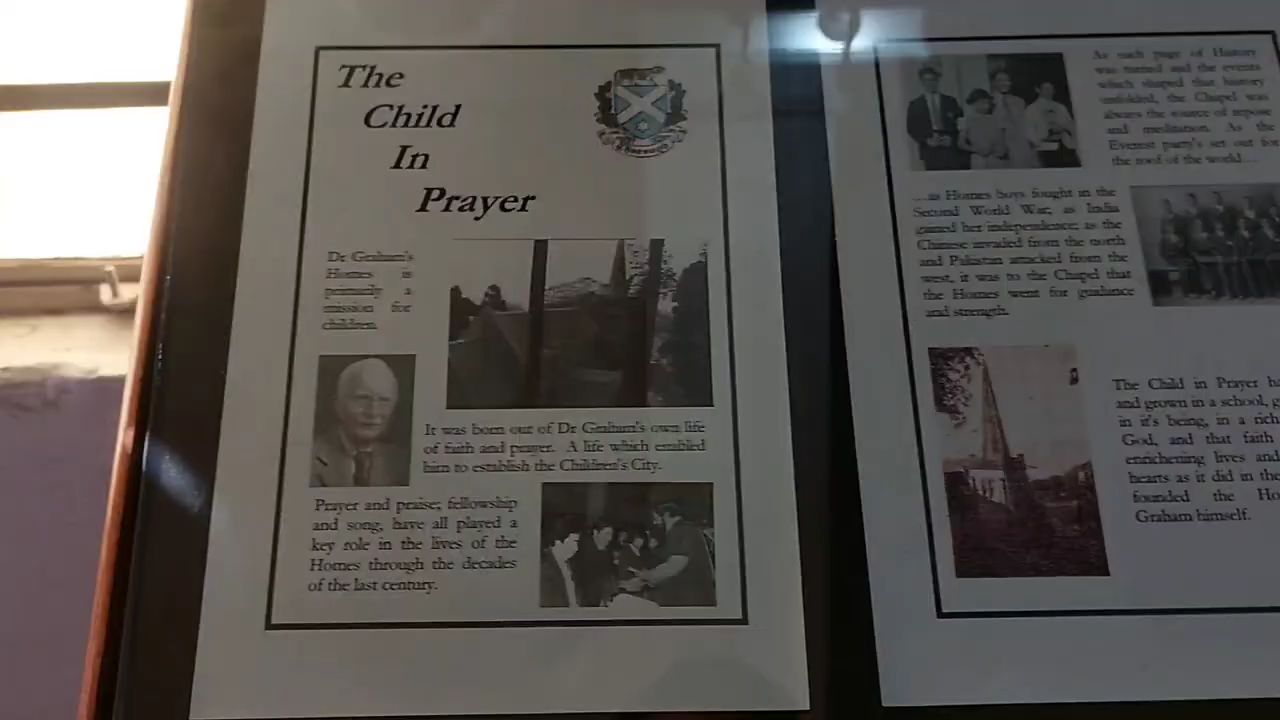 The
Child
In
Prayer
Dr Graham's
Homes is
primarily a
mission for
children.
It was born out of Dr Graham's own life
of faith and prayer. A life which enabled
him to establish the Children's City.
Prayer and praise; fellowship
and song, have all played a
key role in the lives of the
Homes through the decades
of the last century.
As each page of History
was turned and the events
which shaped that history
unfolded, the Chapel was
always the source of repose
and meditation. As the
Everest party's set out for
the roof of the world...
...as Homes boys fought in the
Second World War; as India
gained her independence; as the
Chinese invaded from the north
and Pakistan attacked from the
west, it was to the Chapel that
the Homes went for guidance
and strength.
The Child in Prayer ha
and grown in a school, g
in it's being, in a rich
God, and that faith
enrichening lives and
hearts as it did in the
founded the Ho
Graham himself.